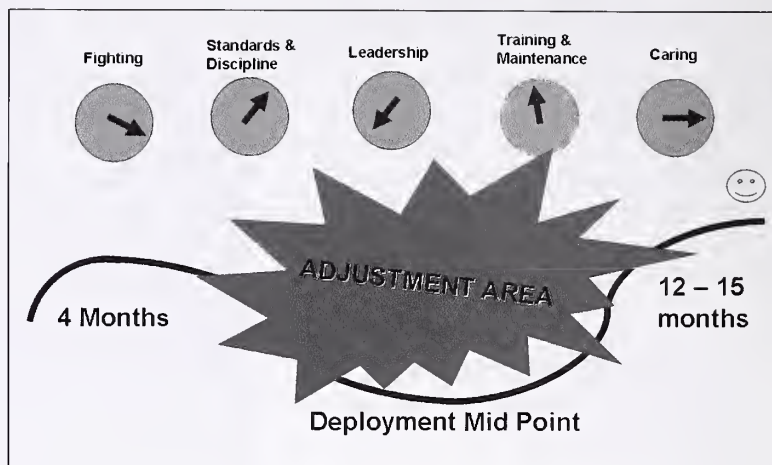 Fighting
Standards &
Discipline
Leadership
Training &
Maintenance
Caring
ADJUSTMENT AREA
4 Months
12 – 15
months
Deployment Mid Point